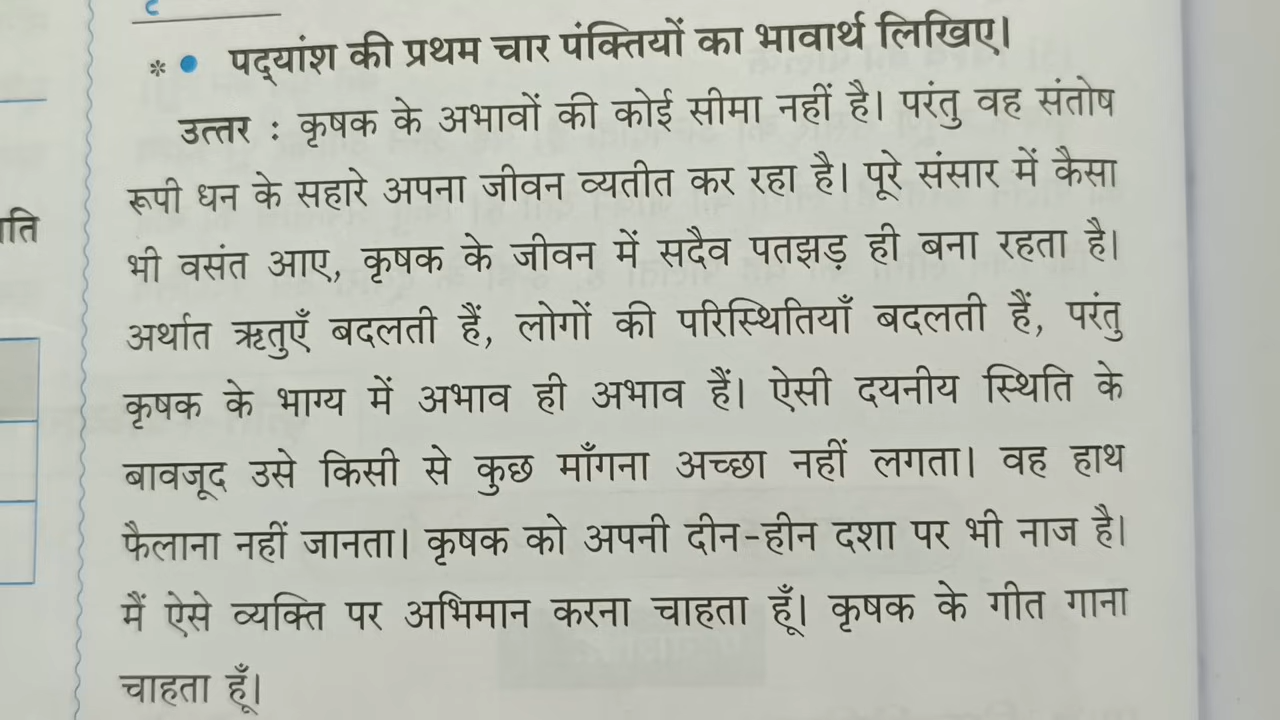 * • पद्यांश की प्रथम चार पंक्तियों का भावार्थ लिखिए।
उत्तर : कृषक के अभावों की कोई सीमा नहीं है। परंतु वह संतोष
रूपी धन के सहारे अपना जीवन व्यतीत कर रहा है। पूरे संसार में कैसा
भी वसंत आए, कृषक के जीवन में सदैव पतझड़ ही बना रहता है।
अर्थात ऋतुएँ बदलती हैं, लोगों की परिस्थितियाँ बदलती हैं, परंतु
कृषक के भाग्य में अभाव ही अभाव हैं। ऐसी दयनीय स्थिति के
बावजूद उसे किसी से कुछ माँगना अच्छा नहीं लगता। वह हाथ
फैलाना नहीं जानता। कृषक को अपनी दीन-हीन दशा पर भी नाज है।
मैं ऐसे व्यक्ति पर अभिमान करना चाहता हूँ। कृषक के गीत गाना
चाहता हूँ।